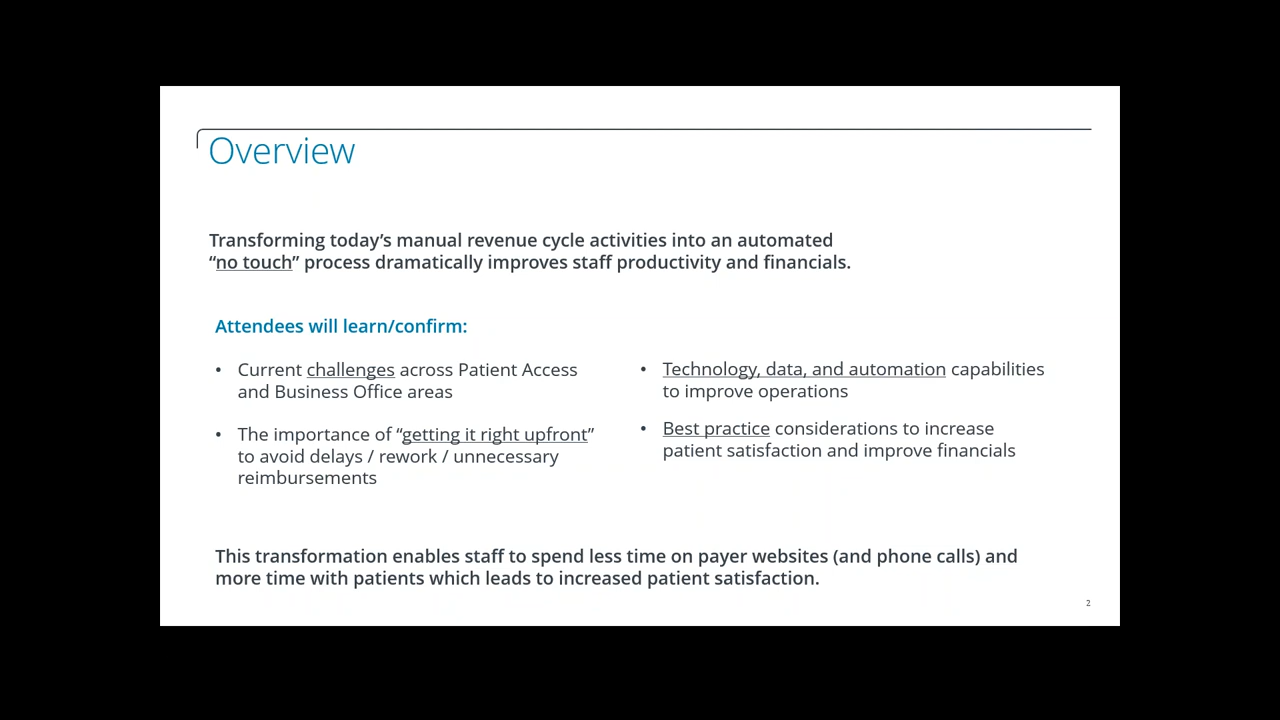 Overview
Transforming today’s manual revenue cycle activities into an automated
“no touch” process dramatically improves staff productivity and financials.
Attendees will learn/confirm:
• Current challenges across Patient Access
and Business Office areas
• The importance of “getting it right upfront”
to avoid delays / rework / unnecessary
reimbursements
• Technology, data, and automation capabilities
to improve operations
• Best practice considerations to increase
patient satisfaction and improve financials
This transformation enables staff to spend less time on payer websites (and phone calls) and
more time with patients which leads to increased patient satisfaction.
2